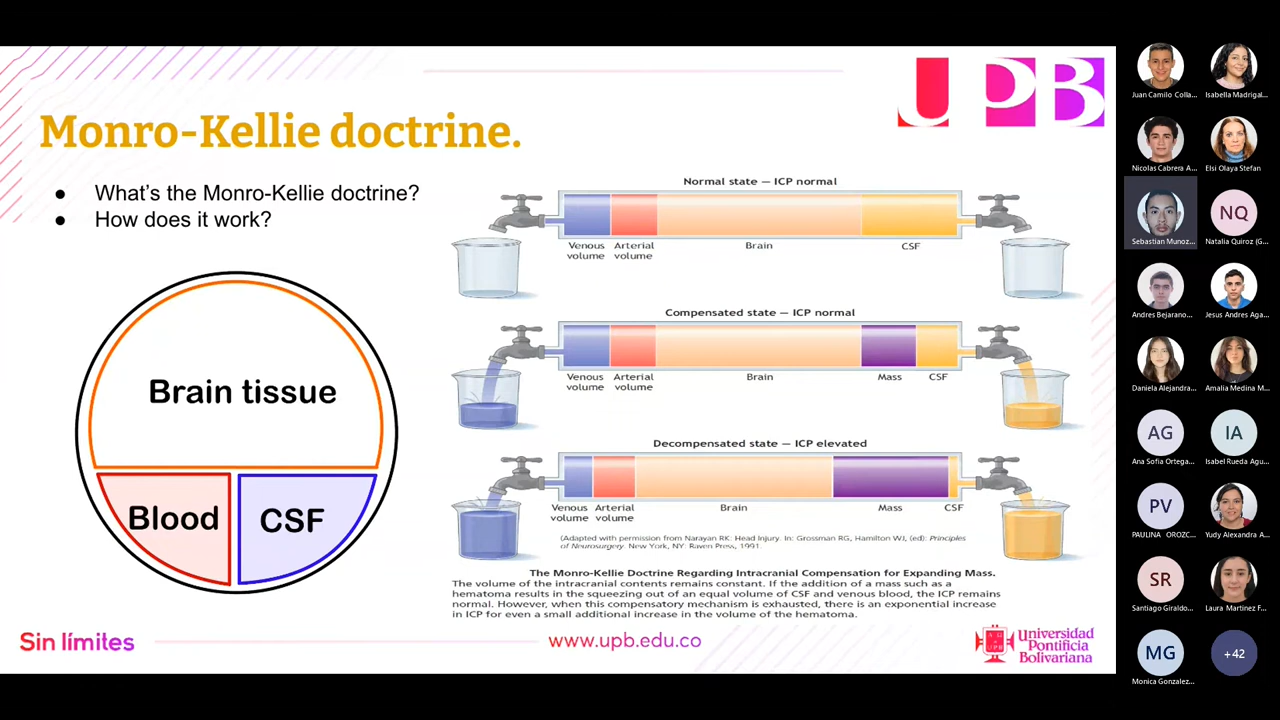 UPB
Monro-Kellie doctrine.
● What's the Monro-Kellie doctrine?
● How does it work?
Brain tissue
Blood
CSF
Normal state — ICP normal
Venous volume
Arterial volume
Brain
CSF
Compensated state — ICP normal
Venous volume
Arterial volume
Brain
Mass
CSF
Decompensated state — ICP elevated
Venous volume
Arterial volume
Brain
Mass
CSF
(Adapted with permission from Narayan RK: Head Injury. In: Grossman RG, Hamilton WJ, (ed): Principles
of Neurosurgery. New York, NY: Raven Press, 1991.
The Monro-Kellie Doctrine Regarding Intracranial Compensation for Expanding Mass.
The volume of the intracranial contents remains constant. If the addition of a mass such as a
hematoma results in the squeezing out of an equal volume of CSF and venous blood, the ICP remains
normal. However, when this compensatory mechanism is exhausted, there is an exponential increase
in ICP for even a small additional increase in the volume of the hematoma.
Sin límites
www.upb.edu.co
Universidad
Pontificia
Bolivariana
Juan Camilo Colla...
Isabella Madrigal...
Nicolas Cabrera A...
Elsi Olaya Stefan
Sebastian Munoz...
NQ
Natalia Quiroz (G...
Andres Bejarano...
Jesus Andres Aga...
Daniela Alejandra...
Amalia Medina M...
AG
Ana Sofia Ortega...
IA
Isabel Rueda Agu...
PV
PAULINA OROZC...
Yudy Alexandra A...
SR
Santiago Giraldo...
Laura Martinez F...
MG
Monica Gonzalez...
+42